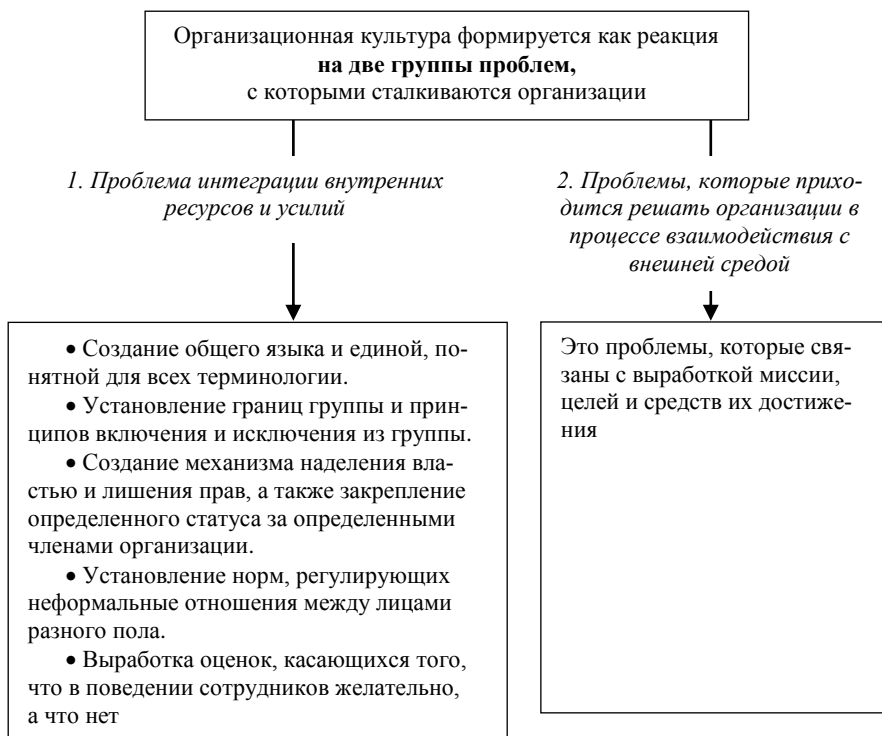 Организационная культура формируется как реакция
на две группы проблем,
с которыми сталкиваются организации
1. Проблема интеграции внутренних
ресурсов и усилий
2. Проблемы, которые прихо-
дится решать организации в
процессе взаимодействия с
внешней средой
• Создание общего языка и единой, по-
нятной для всех терминологии.
• Установление границ группы и прин-
ципов включения и исключения из группы.
• Создание механизма наделения вла-
стью и лишения прав, а также закрепление
определенного статуса за определенными
членами организации.
• Установление норм, регулирующих
неформальные отношения между лицами
разного пола.
• Выработка оценок, касающихся того,
что в поведении сотрудников желательно,
а что нет
Это проблемы, которые свя-
заны с выработкой миссии,
целей и средств их достиже-
ния